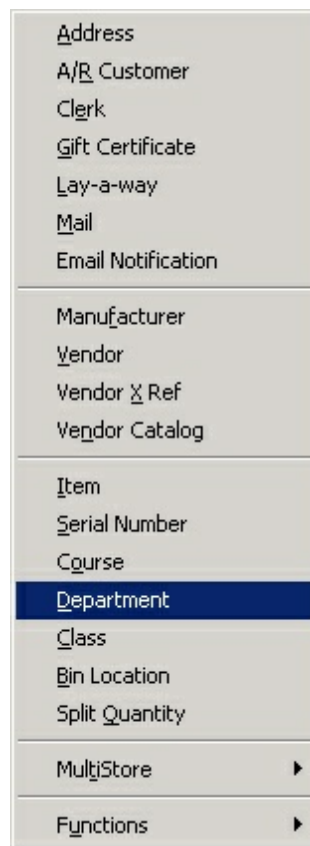 Address
A/R Customer
Clerk
Gift Certificate
Lay-a-way
Mail
Email Notification
Manufacturer
Vendor
Vendor X Ref
Vendor Catalog
Item
Serial Number
Course
Department
Class
Bin Location
Split Quantity
MultiStore
Functions